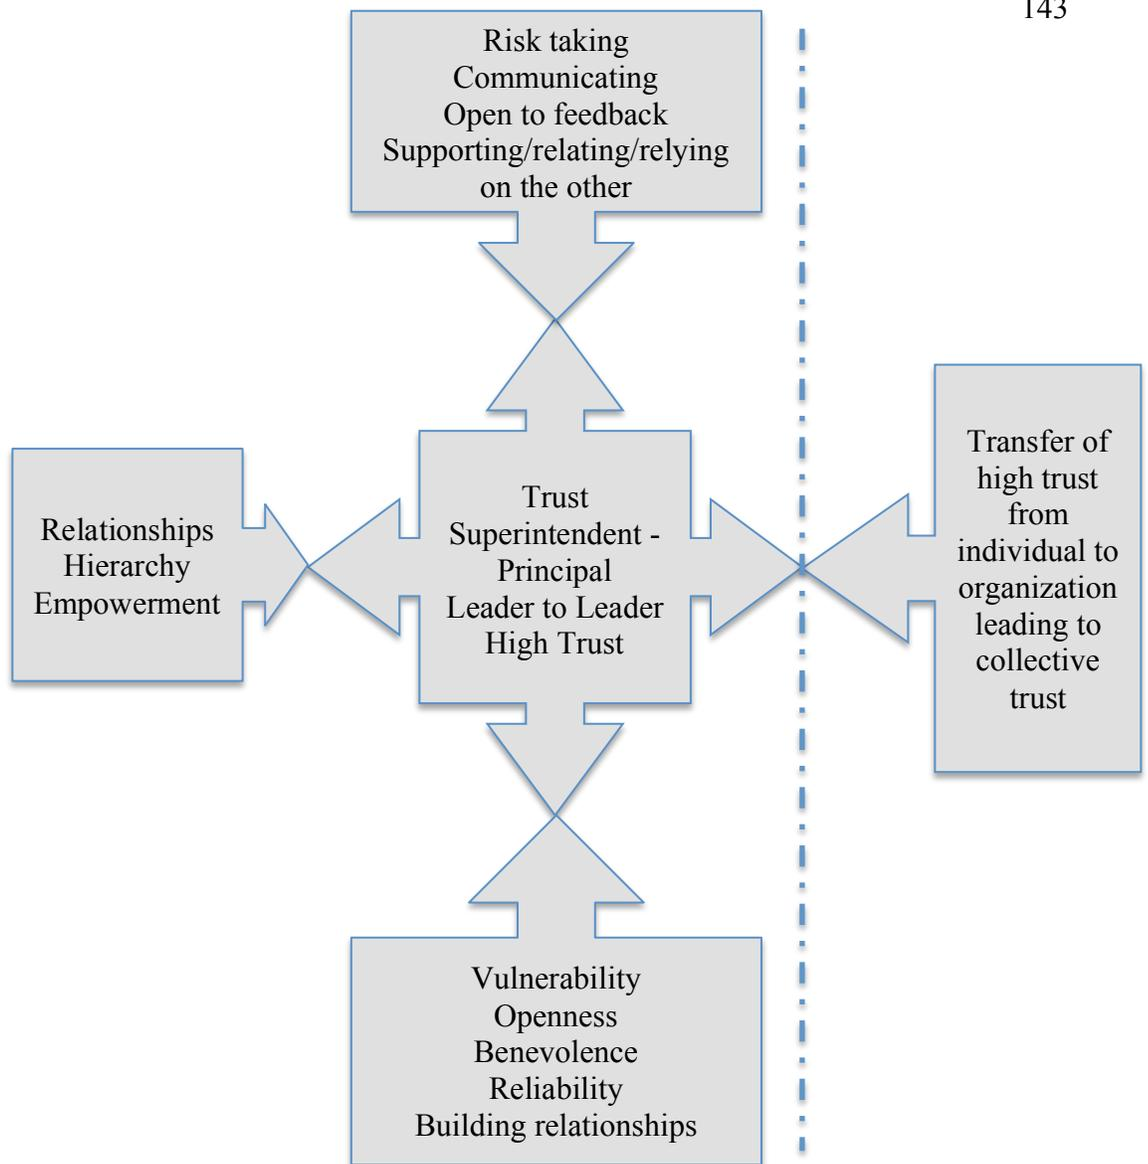 143
Risk taking
Communicating
Open to feedback
Supporting/relating/relying
on the other
Relationships
Hierarchy
Empowerment
Trust
Superintendent -
Principal
Leader to Leader
High Trust
Transfer of
high trust
from
individual to
organization
leading to
collective
trust
Vulnerability
Openness
Benevolence
Reliability
Building relationships